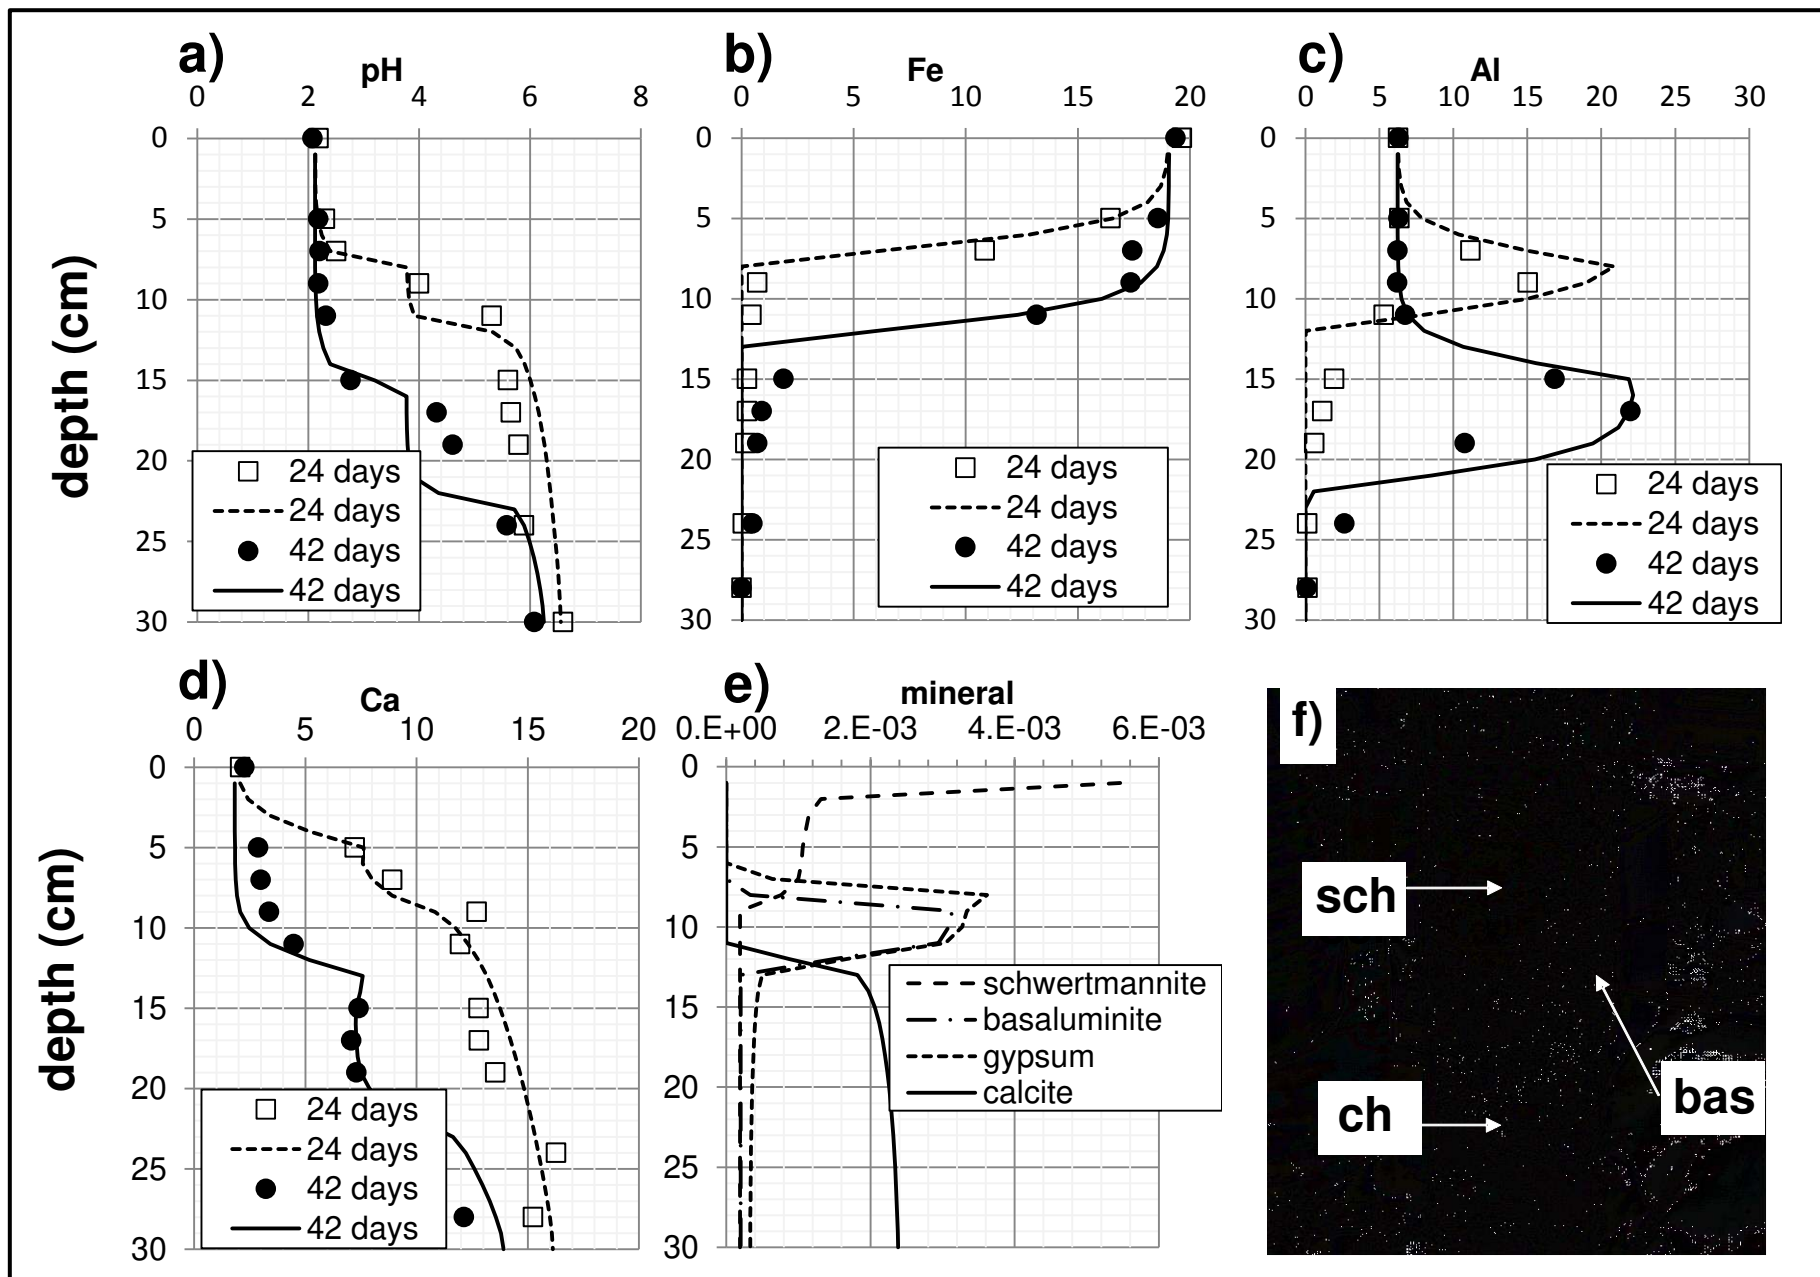 a)
pH
0 2 4 6 8
0
5
10
15
20
25
30
depth (cm)
24 days
24 days
42 days
42 days
b)
Fe
0 5 10 15 20
0
5
10
15
20
25
30
24 days
24 days
42 days
42 days
c)
Al
0 5 10 15 20 25 30
0
5
10
15
20
25
30
24 days
24 days
42 days
42 days
d)
Ca
0 5 10 15 20
0
5
10
15
20
25
30
depth (cm)
24 days
24 days
42 days
42 days
e)
mineral
0.E+00 2.E-03 4.E-03 6.E-03
0
5
10
15
20
25
30
schwertmannite
basaluminite
gypsum
calcite
f)
sch
bas
ch